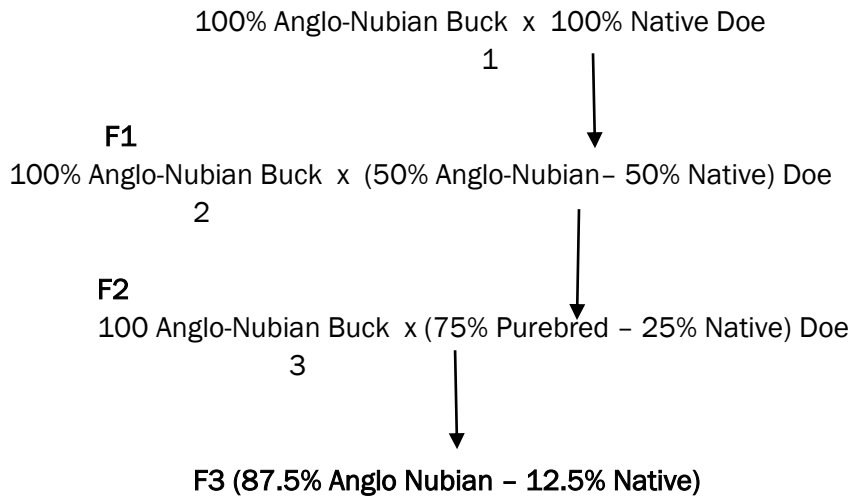 100% Anglo-Nubian Buck x 100% Native Doe
1
F1
100% Anglo-Nubian Buck x (50% Anglo-Nubian– 50% Native) Doe
2
F2
100 Anglo-Nubian Buck x (75% Purebred – 25% Native) Doe
3
F3 (87.5% Anglo Nubian – 12.5% Native)